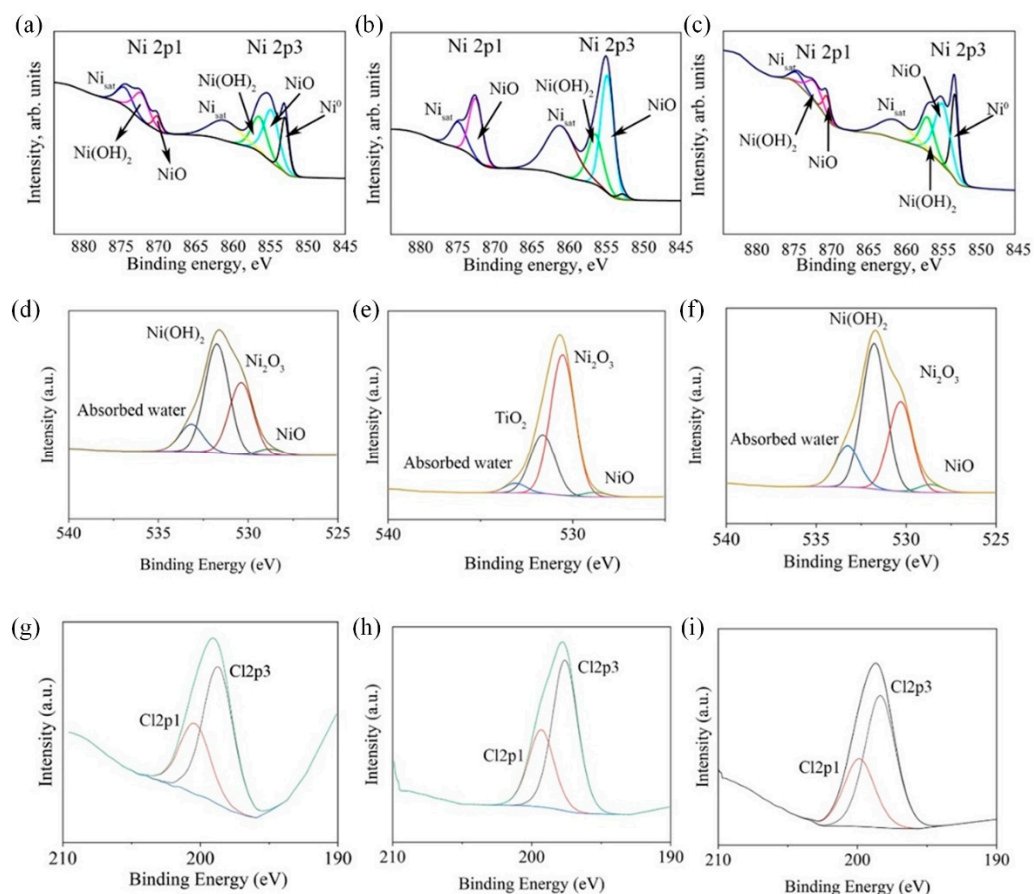 (a)
Ni 2p1
Ni 2p3
Ni(OH)₂
NiO
Ni⁰
Niₛₐₜ
Niₛₐₜ
Ni(OH)₂
NiO
Intensity, arb. units
880 875 870 865 860 855 850 845
Binding energy, eV
(b)
Ni 2p1
Ni 2p3
NiO
Ni(OH)₂
Niₛₐₜ
Niₛₐₜ
NiO
Intensity, arb. units
880 875 870 865 860 855 850 845
Binding energy, eV
(c)
Ni 2p1
Ni 2p3
Niₛₐₜ
NiO
Ni⁰
Niₛₐₜ
Ni(OH)₂
NiO
Ni(OH)₂
Intensity, arb. units
880 875 870 865 860 855 850 845
Binding energy, eV
(d)
Ni(OH)₂
Ni₂O₃
Absorbed water
NiO
Intensity (a.u.)
540 535 530 525
Binding Energy (eV)
(e)
Ni₂O₃
TiO₂
Absorbed water
NiO
Intensity (a.u.)
540 530
Binding Energy (eV)
(f)
Ni(OH)₂
Ni₂O₃
Absorbed water
NiO
Intensity (a.u.)
540 535 530 525
Binding Energy (eV)
(g)
Cl2p3
Cl2p1
Intensity (a.u.)
210 200 190
Binding Energy (eV)
(h)
Cl2p3
Cl2p1
Intensity (a.u.)
210 200 190
Binding Energy (eV)
(i)
Cl2p3
Cl2p1
Intensity (a.u.)
210 200 190
Binding Energy (eV)